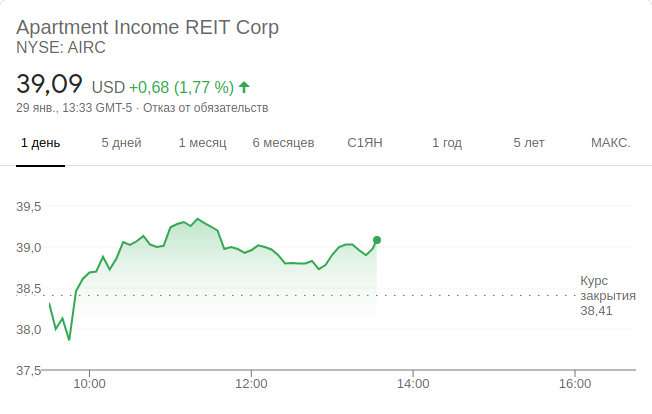 Apartment Income REIT Corp
NYSE: AIRC
39,09 USD +0,68 (1,77 %)
29 янв., 13:33 GMT-5 · Отказ от обязательств
1 день 5 дней 1 месяц 6 месяцев С1ЯН 1 год 5 лет МАКС.
39,5
39,0
38,5
38,0
37,5
Курс
закрытия
38,41
10:00 12:00 14:00 16:00